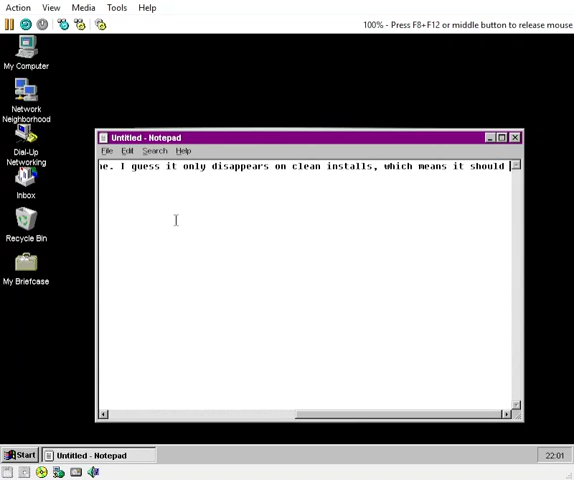 Action View Media Tools Help
100% - Press F8+F12 or middle button to release mouse
My Computer
Network
Neighborhood
Dial-Up
Networking
Inbox
Recycle Bin
My Briefcase
Untitled - Notepad
File Edit Search Help
e. I guess it only disappears on clean installs, which means it should
Start Untitled - Notepad 22:01